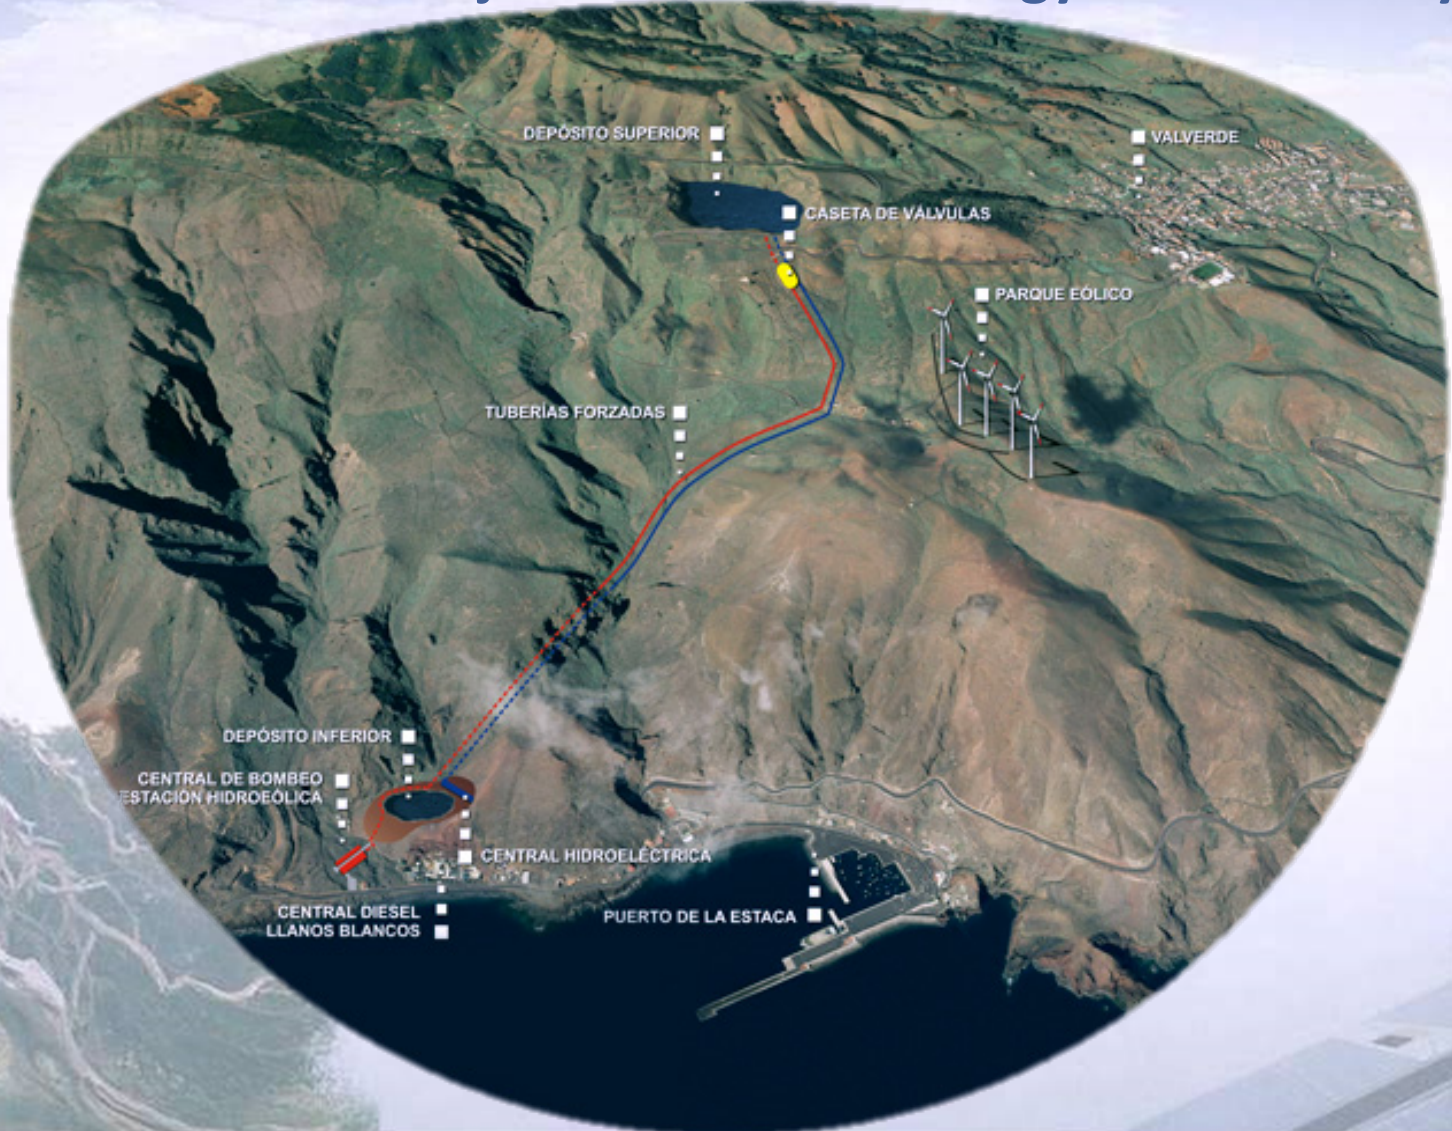 DEPÓSITO SUPERIOR
VALVERDE
CASETA DE VÁLVULAS
PARQUE EÓLICO
TUBERÍAS FORZADAS
DEPÓSITO INFERIOR
CENTRAL DE BOMBEO
ESTACIÓN HIDROEÓLICA
CENTRAL HIDROELÉCTRICA
CENTRAL DIESEL
LLANOS BLANCOS
PUERTO DE LA ESTACA